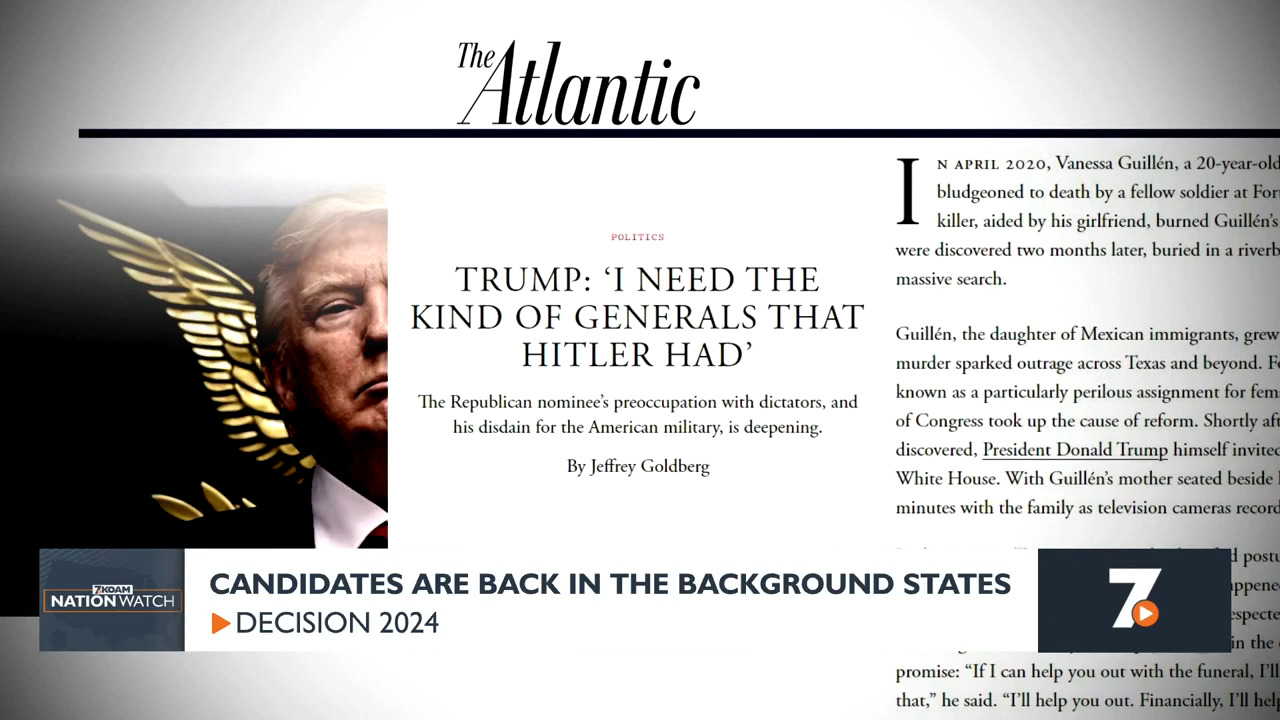 The Atlantic
POLITICS
TRUMP: ‘I NEED THE
KIND OF GENERALS THAT
HITLER HAD’
The Republican nominee’s preoccupation with dictators, and
his disdain for the American military, is deepening.
By Jeffrey Goldberg
IN APRIL 2020, Vanessa Guillén, a 20-year-old
bludgeoned to death by a fellow soldier at
killer, aided by his girlfriend, burned Guillén’s
were discovered two months later, buried in a
massive search.
Guillén, the daughter of Mexican immigrants, grew
murder sparked outrage across Texas and beyond.
known as a particularly perilous assignment for
of Congress took up the cause of reform. Shortly
discovered, President Donald Trump himself invited
White House. With Guillén’s mother seated beside
minutes with the family as television cameras
in the
promise: “If I can help you out with the funeral, I’ll
that,” he said. “I’ll help you out. Financially, I’ll
7KOAM
NATION WATCH
CANDIDATES ARE BACK IN THE BACKGROUND STATES
DECISION 2024
7